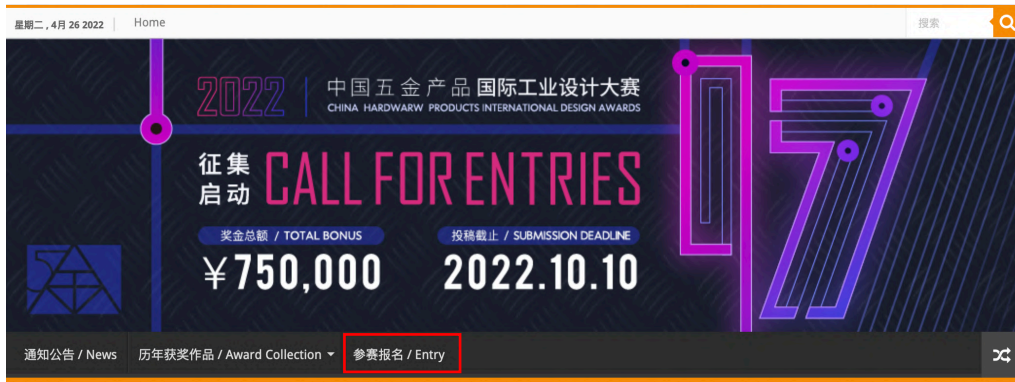 星期二 , 4月 26 2022
Home
搜索
2022
中国五金产品国际工业设计大赛
CHINA HARDWARW PRODUCTS INTERNATIONAL DESIGN AWARDS
征集
启动
CALL FOR ENTRIES
奖金总额 / TOTAL BONUS
投稿截止 / SUBMISSION DEADLINE
¥750,000
2022.10.10
97
通知公告 / News
历年获奖作品 / Award Collection
参赛报名 / Entry